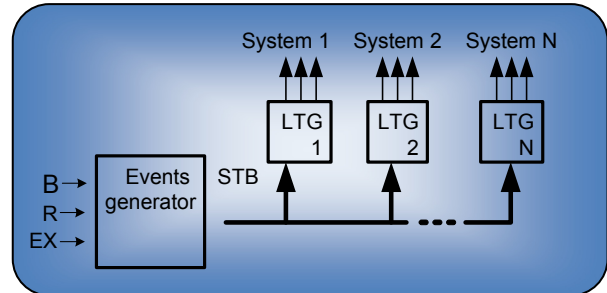 System 1
System 2
System N
LTG
1
LTG
2
LTG
N
Events
generator
STB
B
R
EX